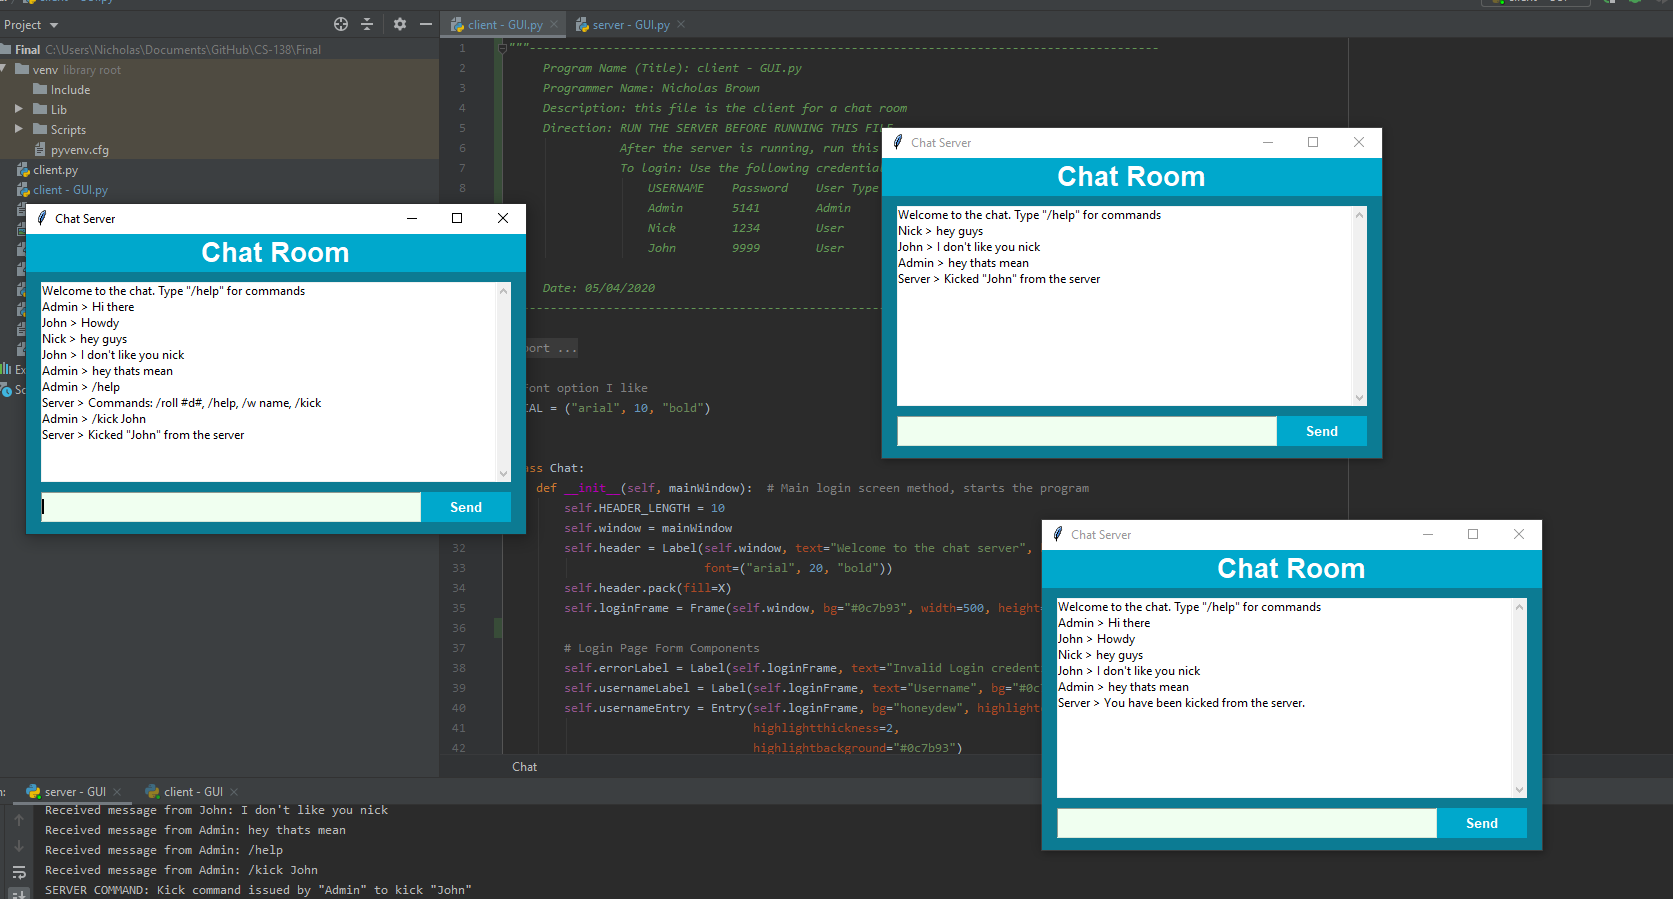 client - GUI.py
Project
client - GUI.py
server - GUI.py
Final C:\Users\Nicholas\Documents\GitHub\CS-138\Final
venv library root
Include
Lib
Scripts
pyvenv.cfg
client.py
client - GUI.py
1 """------------------------------------------------------------------------------------------
2 Program Name (Title): client - GUI.py
3 Programmer Name: Nicholas Brown
4 Description: this file is the client for a chat room
5 Direction: RUN THE SERVER BEFORE RUNNING THIS FILE
6 After the server is running, run this
7 To login: Use the following credential
8 USERNAME Password User Type
Admin 5141 Admin
Nick 1234 User
John 9999 User
Date: 05/04/2020
port ...
Font option I like
IAL = ("arial", 10, "bold")
ass Chat:
def __init__(self, mainWindow): # Main login screen method, starts the program
self.HEADER_LENGTH = 10
self.window = mainWindow
32 self.header = Label(self.window, text="Welcome to the chat server",
33 font=("arial", 20, "bold"))
34 self.header.pack(fill=X)
35 self.loginFrame = Frame(self.window, bg="#0c7b93", width=500, height=
36
37 # Login Page Form Components
38 self.errorLabel = Label(self.loginFrame, text="Invalid Login credent
39 self.usernameLabel = Label(self.loginFrame, text="Username", bg="#0c
40 self.usernameEntry = Entry(self.loginFrame, bg="honeydew", highlight
41 highlightthickness=2,
42 highlightbackground="#0c7b93")
Chat
Chat Server
Chat Room
Welcome to the chat. Type "/help" for commands
Admin > Hi there
John > Howdy
Nick > hey guys
John > I don't like you nick
Admin > hey thats mean
Admin > /help
Server > Commands: /roll #d#, /help, /w name, /kick
Admin > /kick John
Server > Kicked "John" from the server
Send
Chat Server
Chat Room
Welcome to the chat. Type "/help" for commands
Nick > hey guys
John > I don't like you nick
Admin > hey thats mean
Server > Kicked "John" from the server
Send
Chat Server
Chat Room
Welcome to the chat. Type "/help" for commands
Admin > Hi there
John > Howdy
Nick > hey guys
John > I don't like you nick
Admin > hey thats mean
Server > You have been kicked from the server.
Send
Ex
Sc
server - GUI
client - GUI
Received message from John: I don't like you nick
Received message from Admin: hey thats mean
Received message from Admin: /help
Received message from Admin: /kick John
SERVER COMMAND: Kick command issued by "Admin" to kick "John"